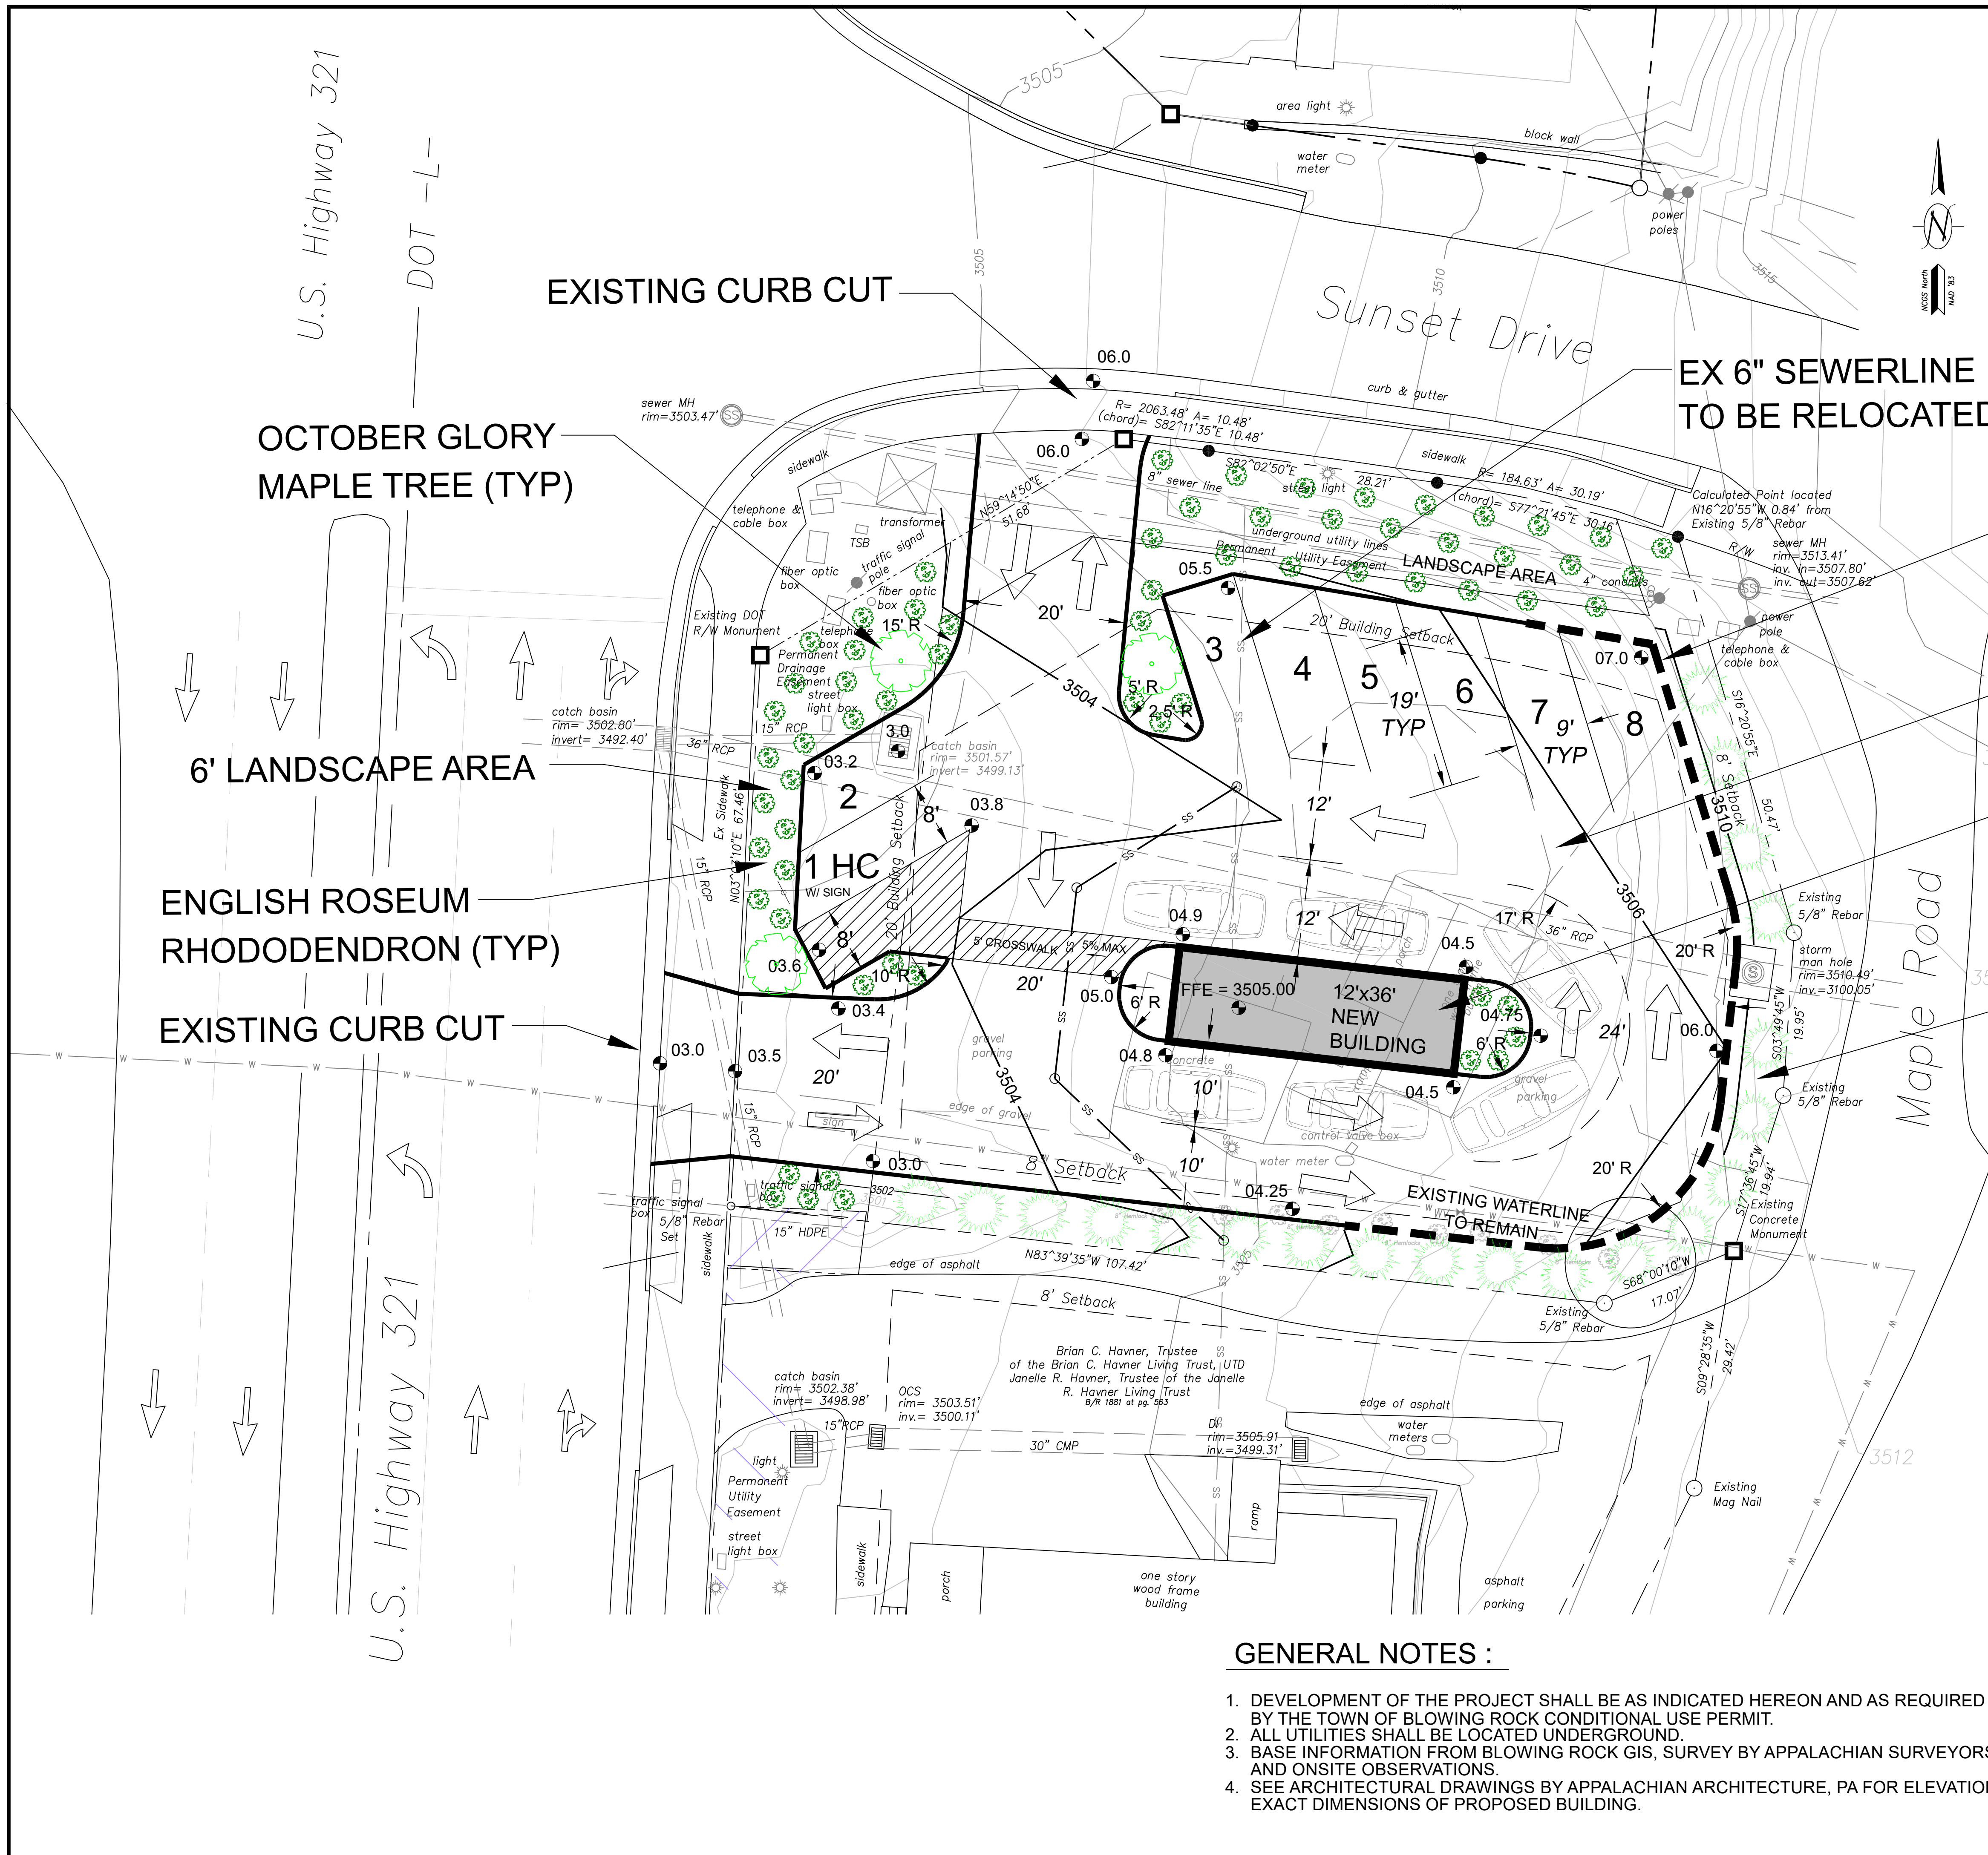 U.S. Highway 321
DOT -L-
3505
area light
block wall
water
meter
power
poles
3515
NCGS North
NAD '83
3505
3510
Sunset Drive
EXISTING CURB CUT
06.0
curb & gutter
EX 6" SEWERLINE
TO BE RELOCATED
sewer MH
rim=3503.47'
SS
R= 2063.48' A= 10.48'
(chord)= S82^11'35"E 10.48'
OCTOBER GLORY
MAPLE TREE (TYP)
sidewalk
06.0
S82^02'50"E
28.21'
sidewalk
R= 184.63' A= 30.19'
(chord)= S77^21'45"E 30.16'
8" sewer line
street light
Calculated Point located
N16^20'55"W 0.84' from
Existing 5/8" Rebar
N59^14'50"E
51.68'
telephone &
cable box
transformer
TSB
traffic signal
pole
underground utility lines
Permanent Utility Easment
LANDSCAPE AREA
R/W
sewer MH
rim=3513.41'
inv. in=3507.80'
inv. out=3507.62'
SS
4" conduits
fiber optic
box
fiber optic
box
05.5
Existing DOT
R/W Monument
telephone
box
15' R
20'
20' Building Setback
power
pole
telephone &
cable box
Permanent
Drainage
Easement
street
light box
3
4
5
6
7
8
07.0
3504
5' R
2.5' R
19'
TYP
9'
TYP
S16^20'55"E
50.47'
8' Setback
3510
catch basin
rim= 3502.80'
invert= 3492.40'
15" RCP
36" RCP
3.0
catch basin
rim= 3501.57'
invert= 3499.13'
6' LANDSCAPE AREA
03.2
2
03.8
8'
12'
Ex Sidewalk
N03^03'10"E 67.46'
15" RCP
20' Building Setback
1 HC
W/ SIGN
ENGLISH ROSEUM
RHODODENDRON (TYP)
3506
Existing
5/8" Rebar
Maple Road
04.9
12'
porch
17' R
36" RCP
8'
5' CROSSWALK
5% MAX
04.5
20' R
storm
man hole
rim=3510.49'
inv.=3100.05'
S
03.6
10' R
20'
05.0
6' R
FFE = 3505.00
12'x36'
NEW
BUILDING
04.75
6' R
24'
06.0
S03^49'45"W
19.95'
EXISTING CURB CUT
03.4
03.0
03.5
20'
gravel
parking
3504
04.8
concrete
ramp
10'
04.5
gravel
parking
Existing
5/8" Rebar
15" RCP
edge of gravel
sign
control valve box
8' Setback
10'
water meter
20' R
S17^36'45"W
19.94'
03.0
04.25
EXISTING WATERLINE
TO REMAIN
WV
Existing
Concrete
Monument
traffic signal
box
traffic signal
box
3502
3501
5/8" Rebar
Set
15" HDPE
8" Hemlock
8" Hemlocks
8" Hemlocks
sidewalk
edge of asphalt
N83^39'35"W 107.42'
3505
S68^00'10"W
17.07'
Existing
5/8" Rebar
8' Setback
S09^28'35"W
29.42'
Brian C. Havner, Trustee
of the Brian C. Havner Living Trust, UTD
Janelle R. Havner, Trustee of the Janelle
R. Havner Living Trust
B/R 1881 at pg. 563
catch basin
rim= 3502.38'
invert= 3498.98'
OCS
rim= 3503.51'
inv.= 3500.11'
15"RCP
30" CMP
DI
rim=3505.91
inv.=3499.31'
edge of asphalt
water
meters
3512
light
Permanent
Utility
Easement
street
light box
Existing
Mag Nail
sidewalk
porch
ramp
one story
wood frame
building
asphalt
parking
U.S. Highway 321
GENERAL NOTES :
1. DEVELOPMENT OF THE PROJECT SHALL BE AS INDICATED HEREON AND AS REQUIRED
BY THE TOWN OF BLOWING ROCK CONDITIONAL USE PERMIT.
2. ALL UTILITIES SHALL BE LOCATED UNDERGROUND.
3. BASE INFORMATION FROM BLOWING ROCK GIS, SURVEY BY APPALACHIAN SURVEYORS
AND ONSITE OBSERVATIONS.
4. SEE ARCHITECTURAL DRAWINGS BY APPALACHIAN ARCHITECTURE, PA FOR ELEVATION
EXACT DIMENSIONS OF PROPOSED BUILDING.